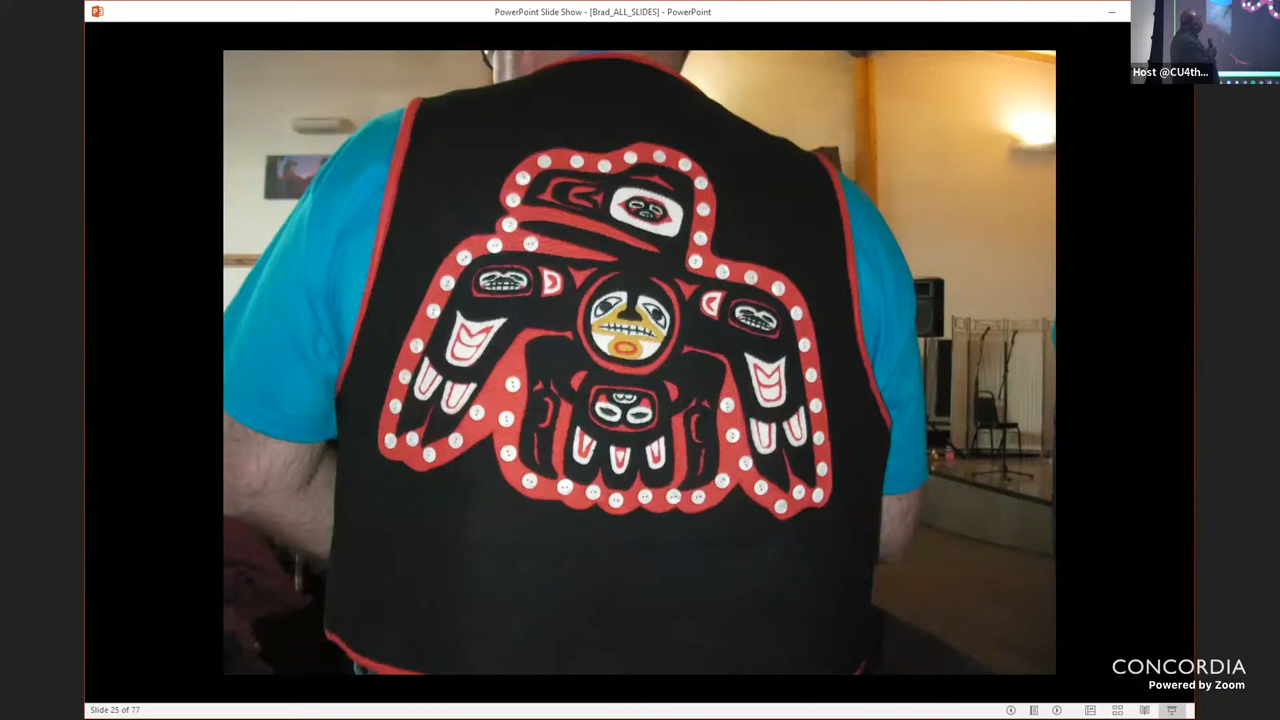 PowerPoint Slide Show - [Brad_ALL_SLIDES] - PowerPoint
Host @CU4th...
CONCORDIA
Powered by Zoom
Slide 25 of 77